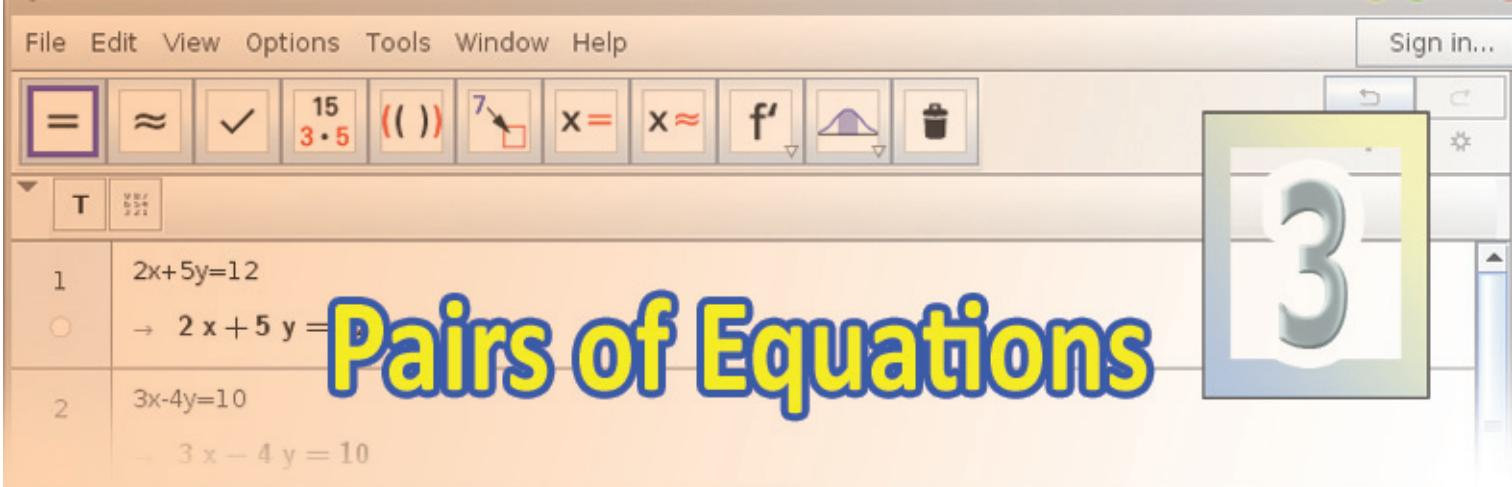 File Edit View Options Tools Window Help Sign in...
= ≈ ✓ 15 3·5 (( )) 7 x= x≈ f′
T
3
1 2x+5y=12
→ 2 x + 5 y =
Pairs of Equations
2 3x-4y=10
→ 3 x − 4 y = 10